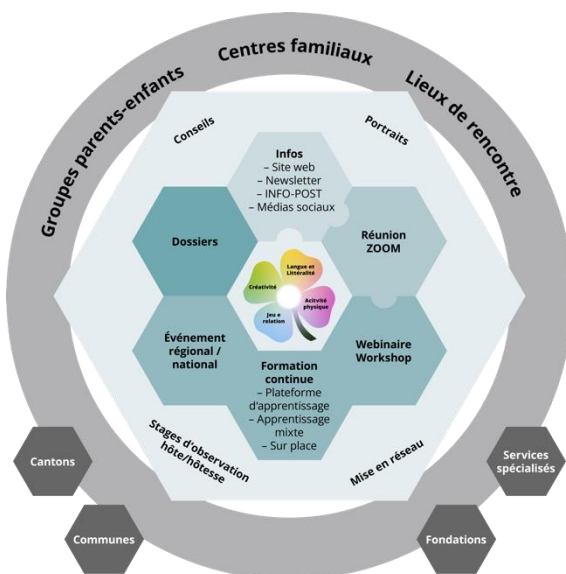 Centres familiaux
Groupes parents-enfants
Lieux de rencontre
Conseils
Portraits
Infos
– Site web
– Newsletter
– INFO-POST
– Médias sociaux
Dossiers
Réunion
ZOOM
Langue et
Littéralité
Créativité
Acitvité
physique
Jeu e
relation
Événement
régional /
national
Webinaire
Workshop
Formation
continue
– Plateforme
d'apprentissage
– Apprentissage
mixte
– Sur place
Stages d'observation
hôte/hôtesse
Mise en réseau
Cantons
Services
spécialisés
Communes
Fondations